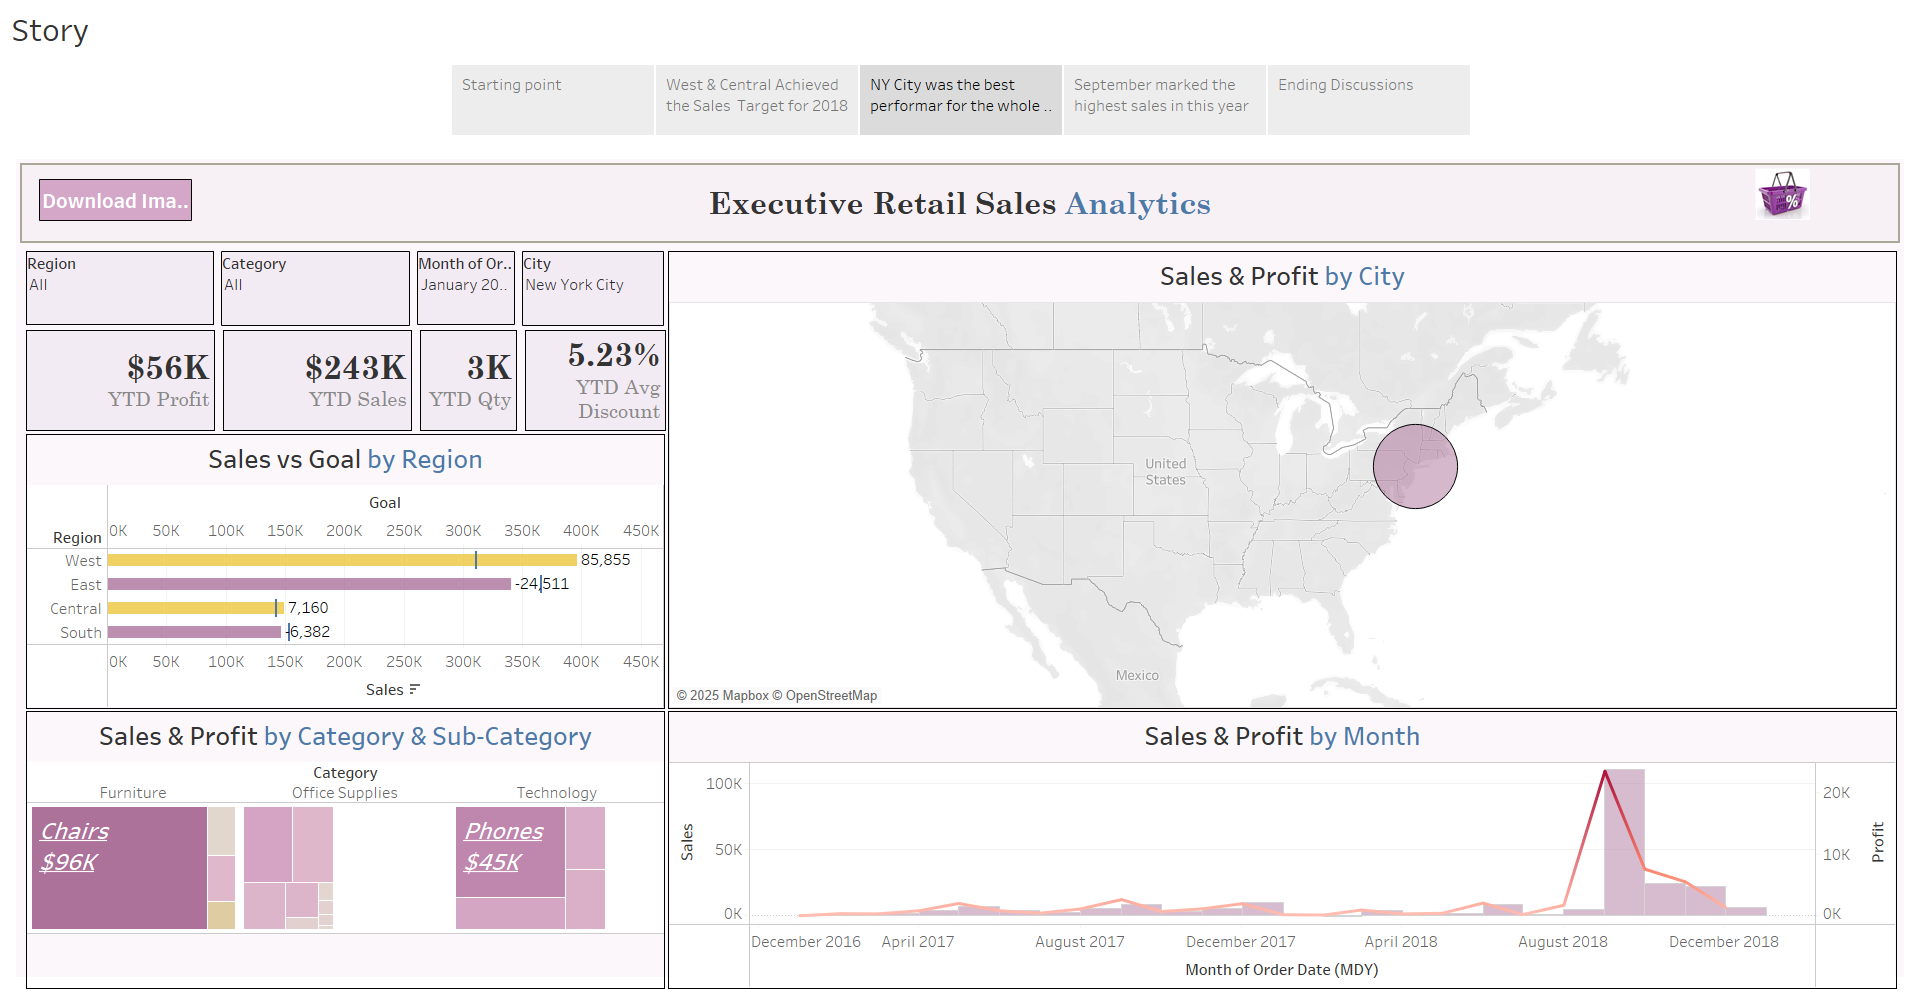 Story
Starting point
West & Central Achieved
the Sales Target for 2018
NY City was the best
performar for the whole ..
September marked the
highest sales in this year
Ending Discussions
Download Ima..
Executive Retail Sales Analytics
%
Region
All
Category
All
Month of Or..
January 20..
City
New York City
$56K
YTD Profit
$243K
YTD Sales
3K
YTD Qty
5.23%
YTD Avg
Discount
Sales vs Goal by Region
Goal
Region
0K 50K 100K 150K 200K 250K 300K 350K 400K 450K
West 85,855
East -24,511
Central 7,160
South -6,382
0K 50K 100K 150K 200K 250K 300K 350K 400K 450K
Sales
Sales & Profit by City
United
States
Mexico
© 2025 Mapbox © OpenStreetMap
Sales & Profit by Category & Sub-Category
Category
Furniture Office Supplies Technology
Chairs
$96K
Phones
$45K
Sales & Profit by Month
Sales
100K
50K
0K
20K
10K
0K
Profit
December 2016 April 2017 August 2017 December 2017 April 2018 August 2018 December 2018
Month of Order Date (MDY)